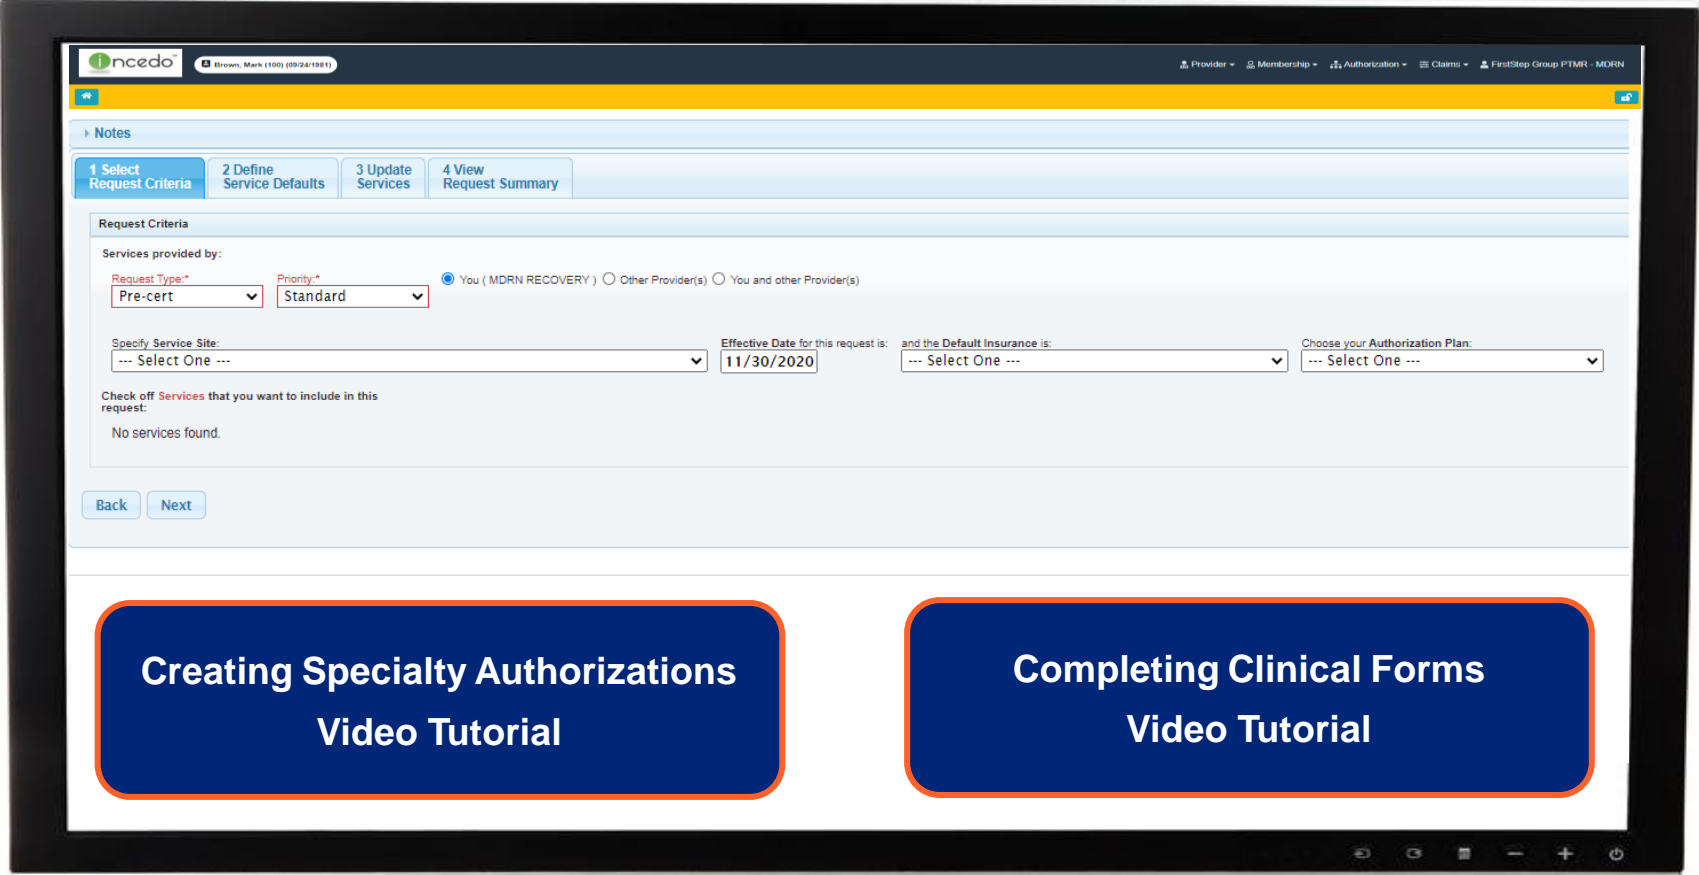 incedo™
Brown, Mark (100) (09/24/1981)
Provider
Membership
Authorization
Claims
FirstStep Group PTMR - MDRN
Notes
1 Select
Request Criteria
2 Define
Service Defaults
3 Update
Services
4 View
Request Summary
Request Criteria
Services provided by:
Request Type:*
Priority:*
You ( MDRN RECOVERY )
Other Provider(s)
You and other Provider(s)
Pre-cert
Standard
Specify Service Site:
Effective Date for this request is:
and the Default Insurance is:
Choose your Authorization Plan:
--- Select One ---
11/30/2020
--- Select One ---
--- Select One ---
Check off Services that you want to include in this
request:
No services found.
Back
Next
Creating Specialty Authorizations
Video Tutorial
Completing Clinical Forms
Video Tutorial